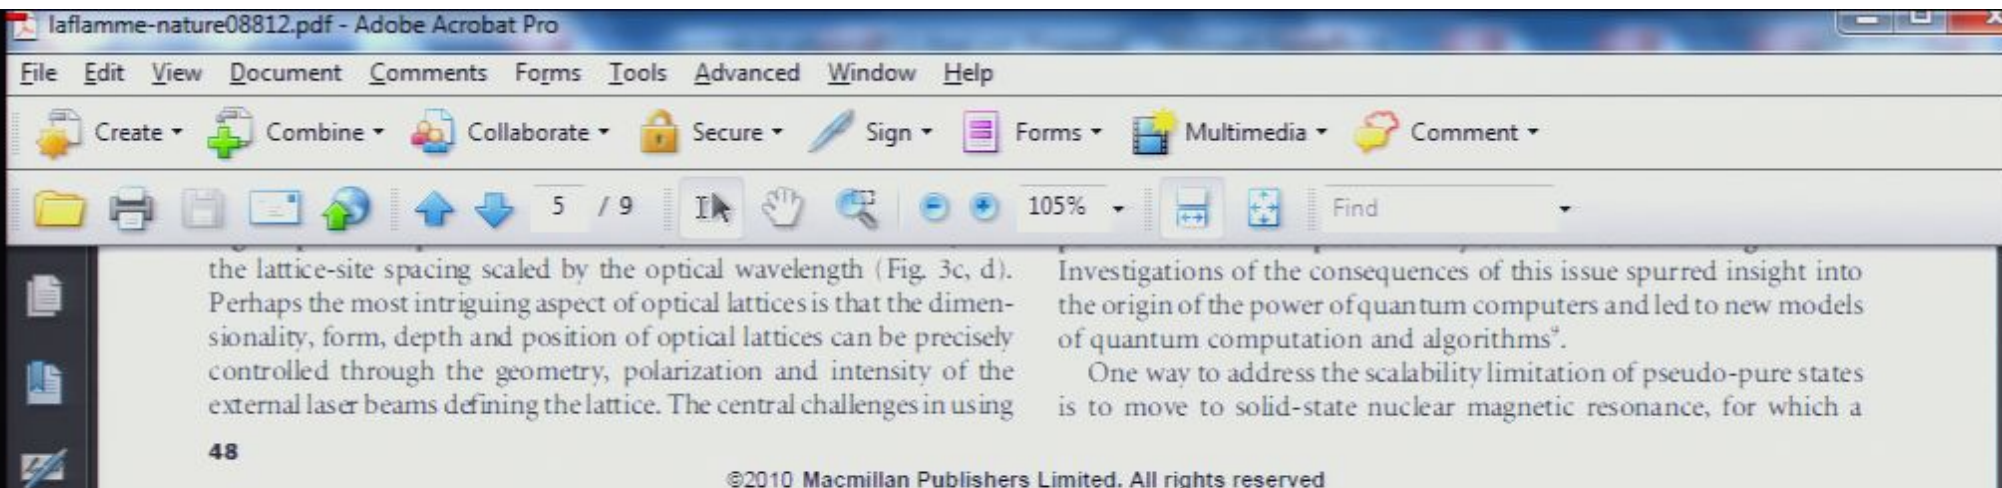 laflamme-nature08812.pdf - Adobe Acrobat Pro
File Edit View Document Comments Forms Tools Advanced Window Help
Create Combine Collaborate Secure Sign Forms Multimedia Comment
5 / 9 105% Find
the lattice-site spacing scaled by the optical wavelength (Fig. 3c, d).
Perhaps the most intriguing aspect of optical lattices is that the dimen-
sionality, form, depth and position of optical lattices can be precisely
controlled through the geometry, polarization and intensity of the
external laser beams defining the lattice. The central challenges in using
48
Investigations of the consequences of this issue spurred insight into
the origin of the power of quantum computers and led to new models
of quantum computation and algorithms⁹.
One way to address the scalability limitation of pseudo-pure states
is to move to solid-state nuclear magnetic resonance, for which a
©2010 Macmillan Publishers Limited. All rights reserved